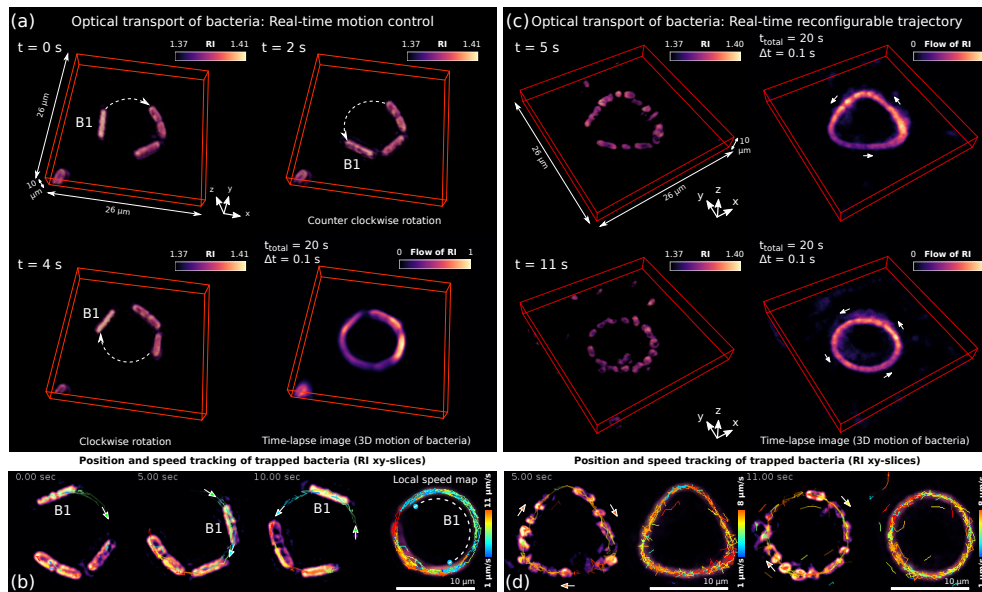 (a) Optical transport of bacteria: Real-time motion control
t = 0 s
1.37 RI 1.41
t = 2 s
1.37 RI 1.41
26 μm
B1
B1
10 μm
26 μm
z y x
Counter clockwise rotation
t = 4 s
1.37 RI 1.41
t_total = 20 s
Δt = 0.1 s
0 Flow of RI 1
B1
Clockwise rotation
Time-lapse image (3D motion of bacteria)
Position and speed tracking of trapped bacteria (RI xy-slices)
0.00 sec
5.00 sec
10.00 sec
Local speed map
B1
B1
B1
B1
1 μm/s 11 μm/s
10 μm
(b)
(c) Optical transport of bacteria: Real-time reconfigurable trajectory
t = 5 s
1.37 RI 1.41
t_total = 20 s
Δt = 0.1 s
0 Flow of RI
26 μm
10 μm
26 μm
y z x
y z x
t = 11 s
1.37 RI 1.41
t_total = 20 s
Δt = 0.1 s
0 Flow of RI
y z x
y z x
Time-lapse image (3D motion of bacteria)
Position and speed tracking of trapped bacteria (RI xy-slices)
5.00 sec
11.00 sec
1 μm/s 8 μm/s
1 μm/s 8 μm/s
10 μm
10 μm
(d)